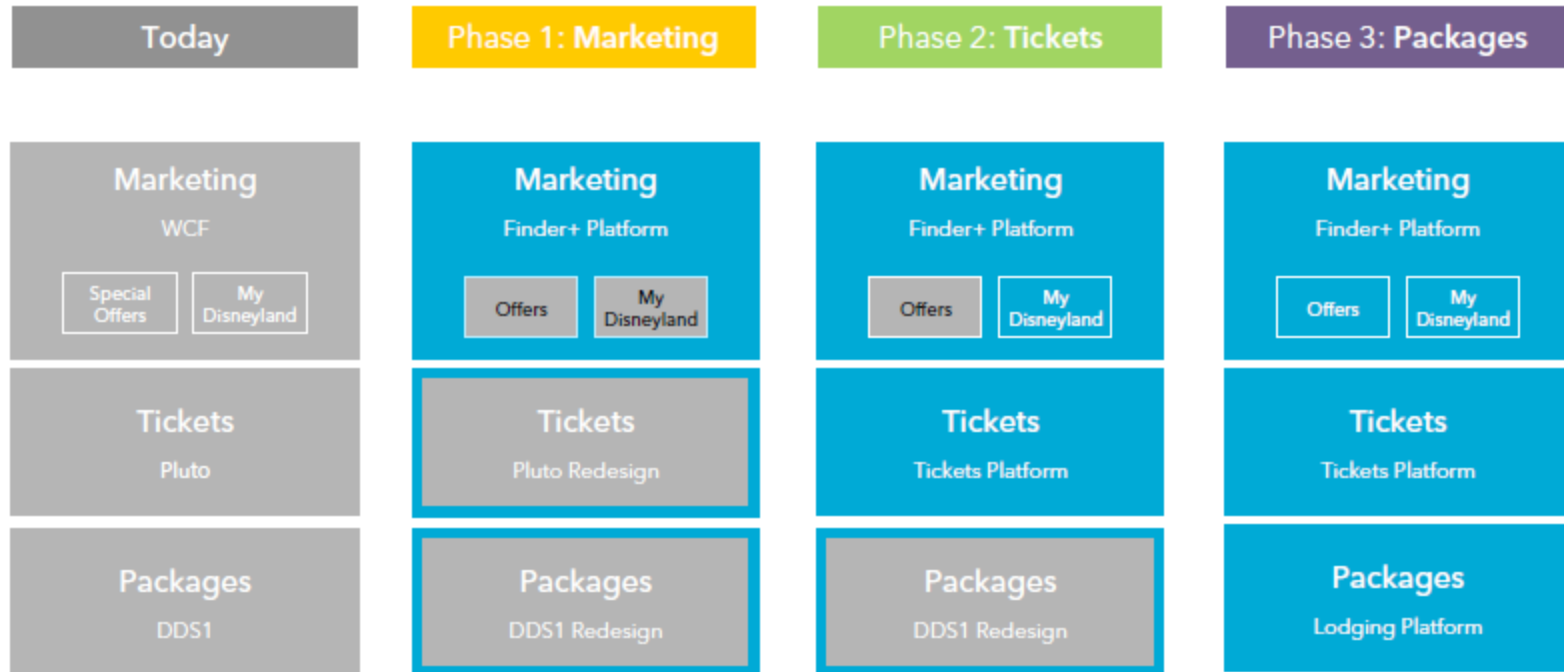 Today
Phase 1: Marketing
Phase 2: Tickets
Phase 3: Packages
Marketing
WCF
Special
Offers
My
Disneyland
Marketing
Finder+ Platform
Offers
My
Disneyland
Marketing
Finder+ Platform
Offers
My
Disneyland
Marketing
Finder+ Platform
Offers
My
Disneyland
Tickets
Pluto
Tickets
Pluto Redesign
Tickets
Tickets Platform
Tickets
Tickets Platform
Packages
DDS1
Packages
DDS1 Redesign
Packages
DDS1 Redesign
Packages
Lodging Platform